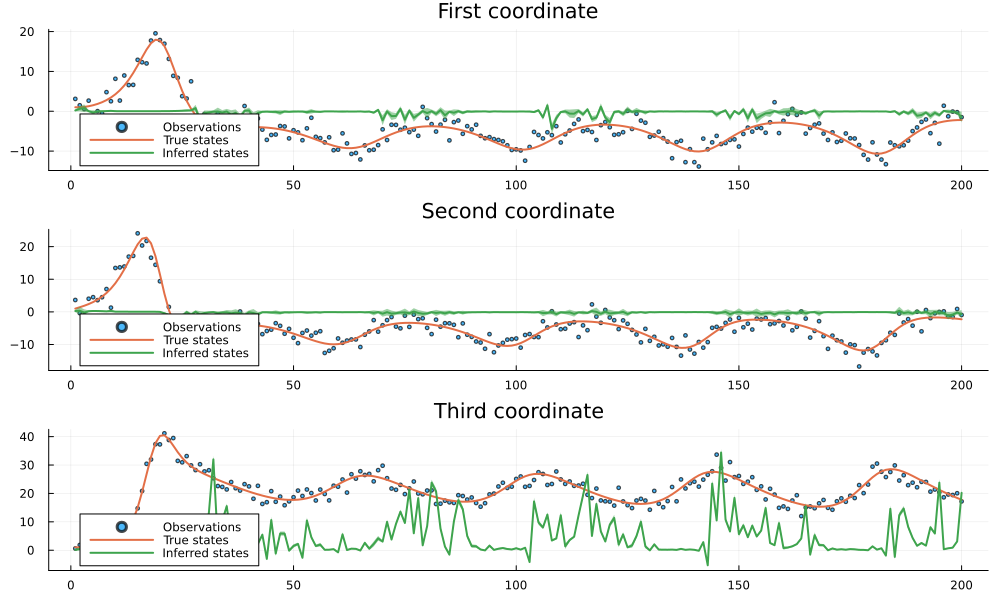 First coordinate
20
10
0
−10
Observations
True states
Inferred states
0 50 100 150 200
Second coordinate
20
10
0
−10
Observations
True states
Inferred states
0 50 100 150 200
Third coordinate
40
30
20
10
0
Observations
True states
Inferred states
0 50 100 150 200